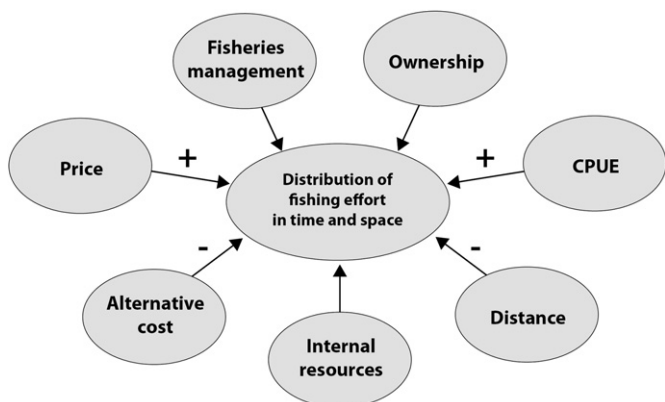 Fisheries
management
Ownership
Price
+
+
CPUE
Distribution of
fishing effort
in time and space
-
-
Alternative
cost
Internal
resources
Distance